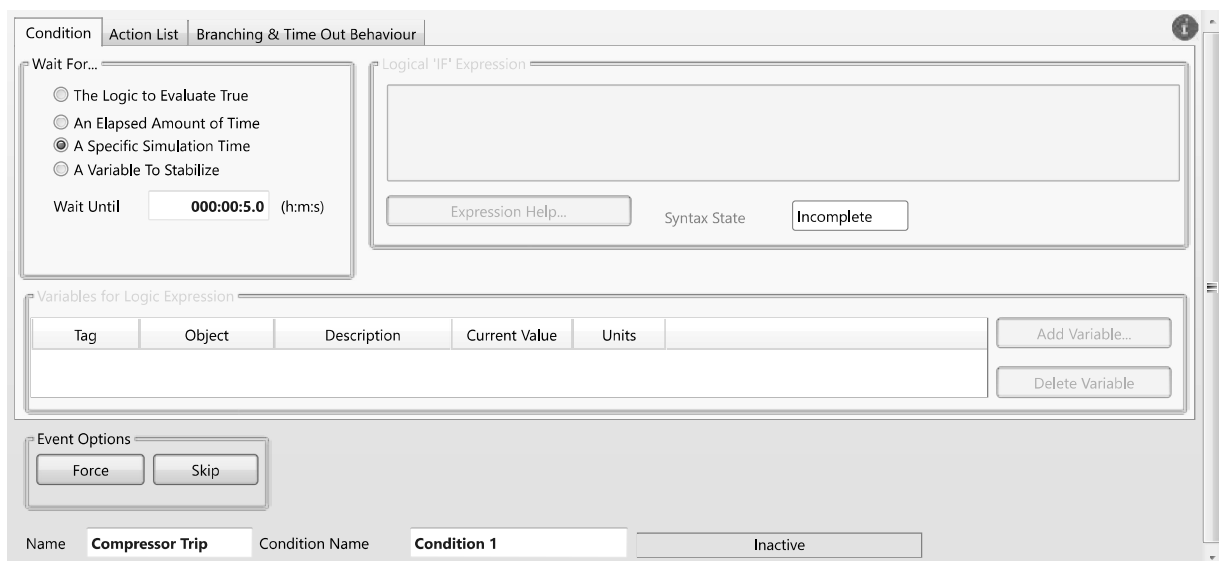 Condition
Action List
Branching & Time Out Behaviour
i
Wait For...
The Logic to Evaluate True
An Elapsed Amount of Time
A Specific Simulation Time
A Variable To Stabilize
Wait Until 000:00:5.0 (h:m:s)
Logical 'IF' Expression
Expression Help...
Syntax State Incomplete
Variables for Logic Expression
Tag Object Description Current Value Units
Add Variable...
Delete Variable
Event Options
Force Skip
Name Compressor Trip Condition Name Condition 1 Inactive